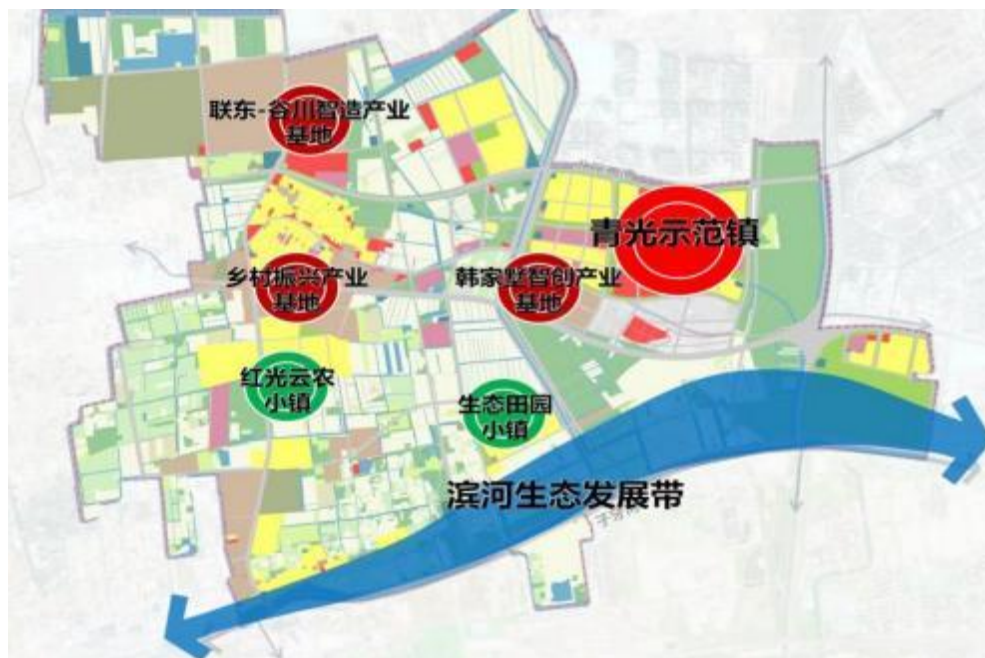 联东-谷川智造产业
基地
青光示范镇
乡村振兴产业
基地
韩家墅智创产业
基地
红光云农
小镇
生态田园
小镇
滨河生态发展带